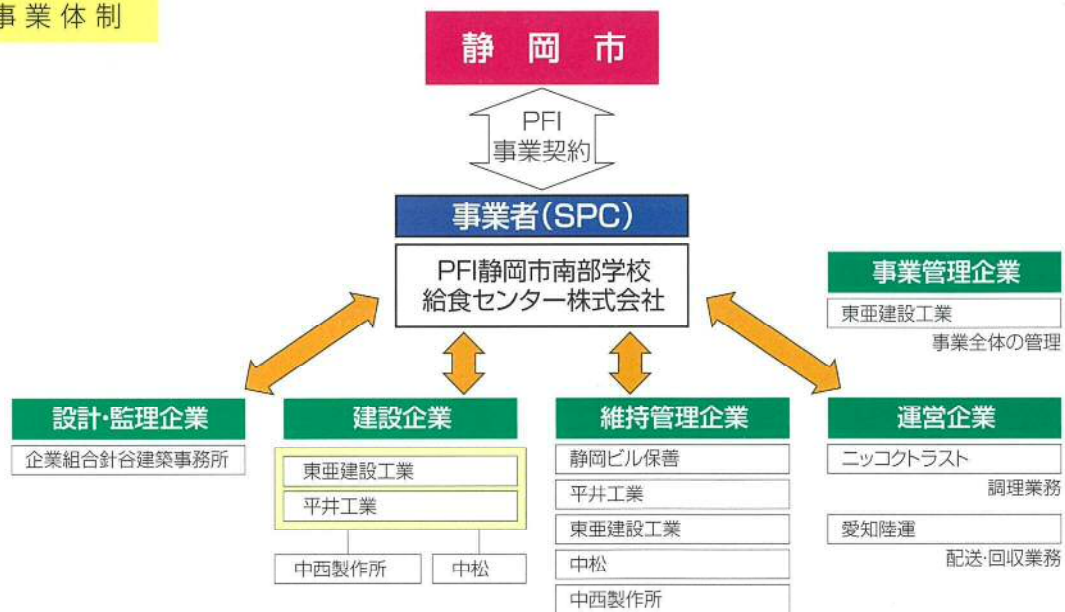 事業体制
静岡市
PFI
事業契約
事業者(SPC)
PFI静岡市南部学校
給食センター株式会社
事業管理企業
東亜建設工業
事業全体の管理
設計・監理企業
企業組合針谷建築事務所
建設企業
東亜建設工業
平井工業
中西製作所
中松
維持管理企業
静岡ビル保善
平井工業
東亜建設工業
中松
中西製作所
運営企業
ニッコクトラスト
調理業務
愛知陸運
配送・回収業務